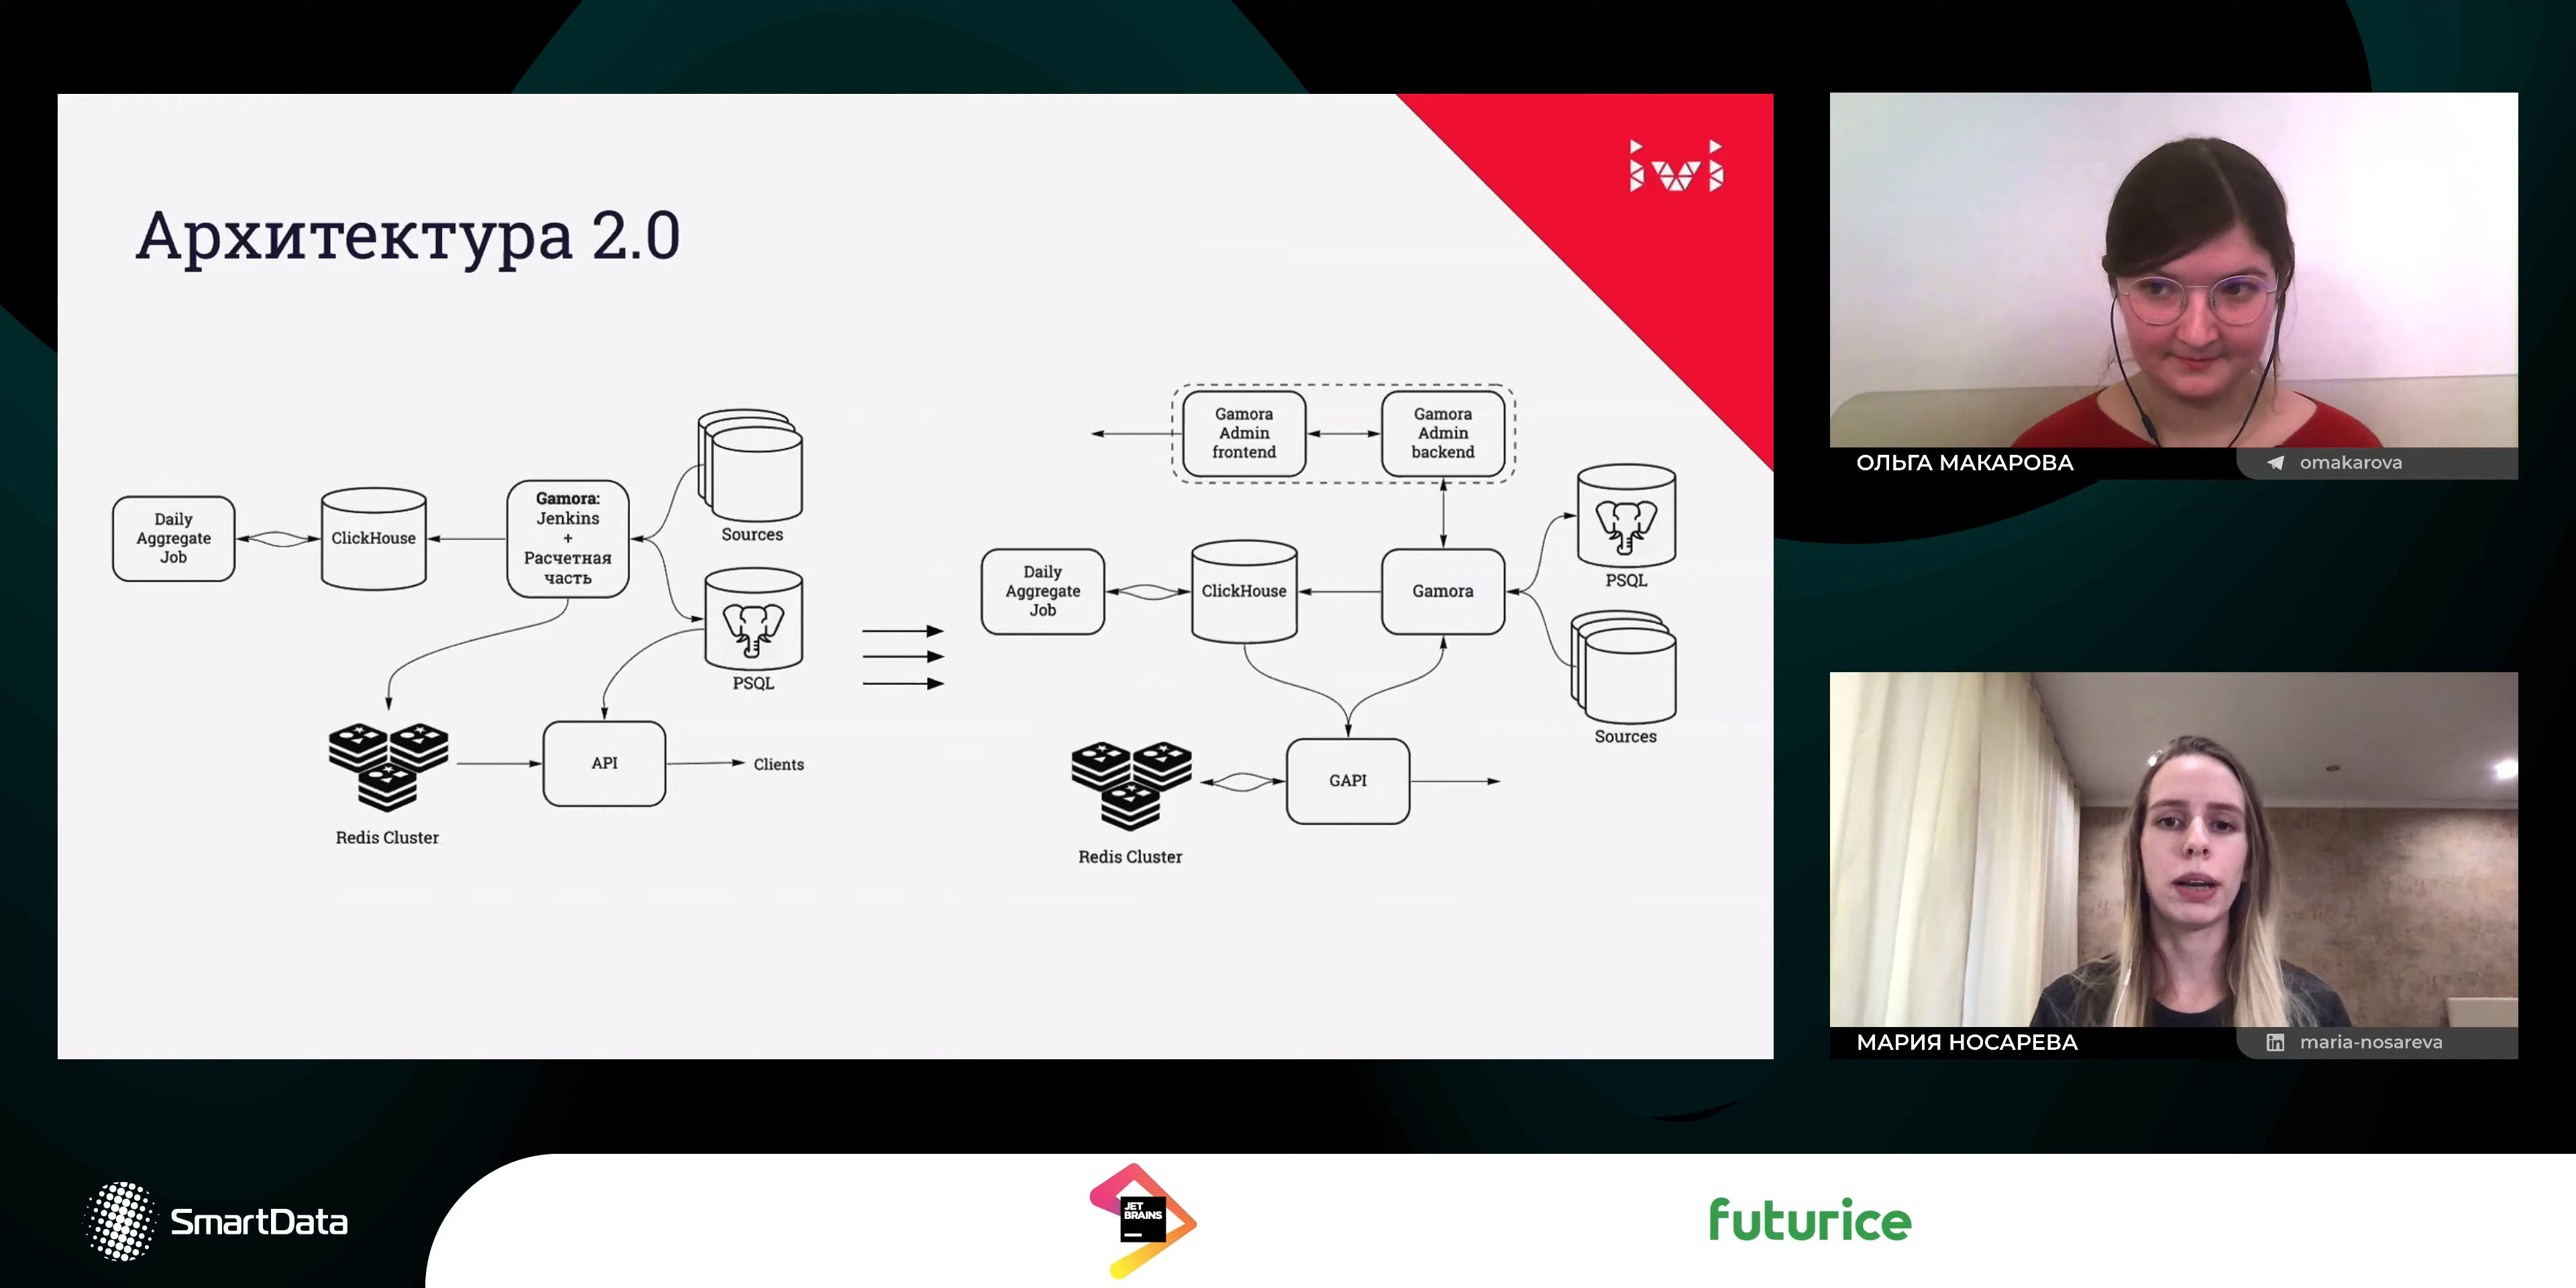 ivi
Архитектура 2.0
Daily
Aggregate
Job
ClickHouse
Gamora:
Jenkins
+
Расчетная
часть
Sources
PSQL
Redis Cluster
API
Clients
Gamora
Admin
frontend
Gamora
Admin
backend
Daily
Aggregate
Job
ClickHouse
Gamora
PSQL
Sources
Redis Cluster
GAPI
ОЛЬГА МАКАРОВА
omakarova
МАРИЯ НОСАРЕВА
in maria-nosareva
SmartData
JET
BRAINS
futurice